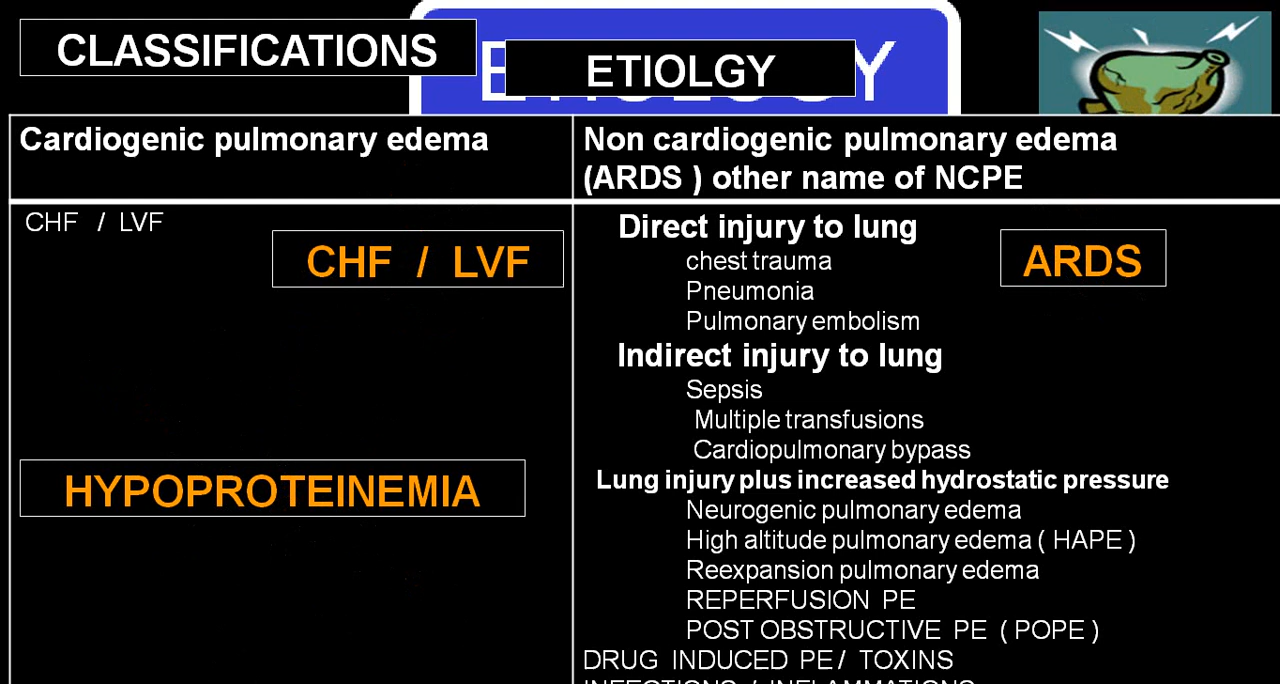 CLASSIFICATIONS
ETIOLGY
Cardiogenic pulmonary edema
Non cardiogenic pulmonary edema
(ARDS ) other name of NCPE
CHF / LVF
CHF / LVF
HYPOPROTEINEMIA
Direct injury to lung
ARDS
chest trauma
Pneumonia
Pulmonary embolism
Indirect injury to lung
Sepsis
Multiple transfusions
Cardiopulmonary bypass
Lung injury plus increased hydrostatic pressure
Neurogenic pulmonary edema
High altitude pulmonary edema ( HAPE )
Reexpansion pulmonary edema
REPERFUSION PE
POST OBSTRUCTIVE PE ( POPE )
DRUG INDUCED PE / TOXINS
INFECTIONS / INFLAMMATIONS